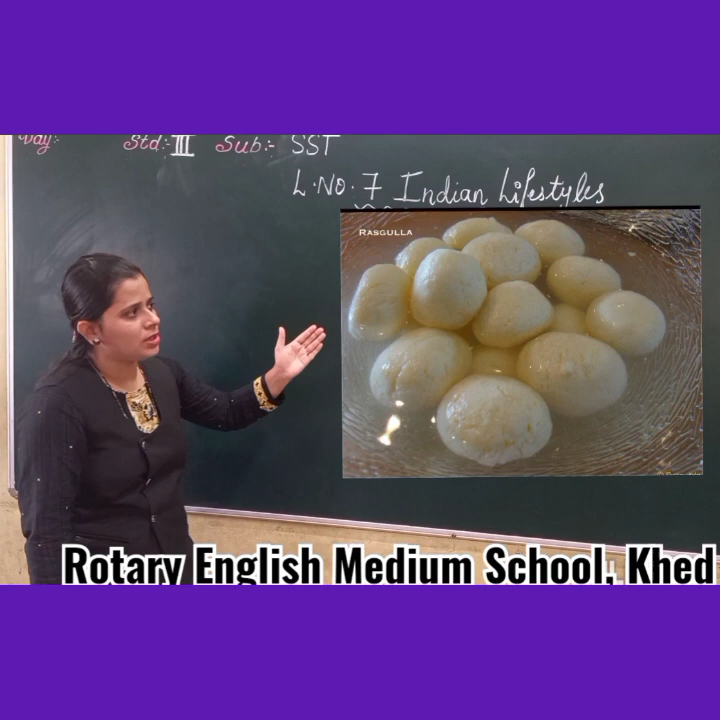 Day:- Std:- III Sub:- SST
L.No. 7 Indian Lifestyles
RASGULLA
Rotary English Medium School, Khed